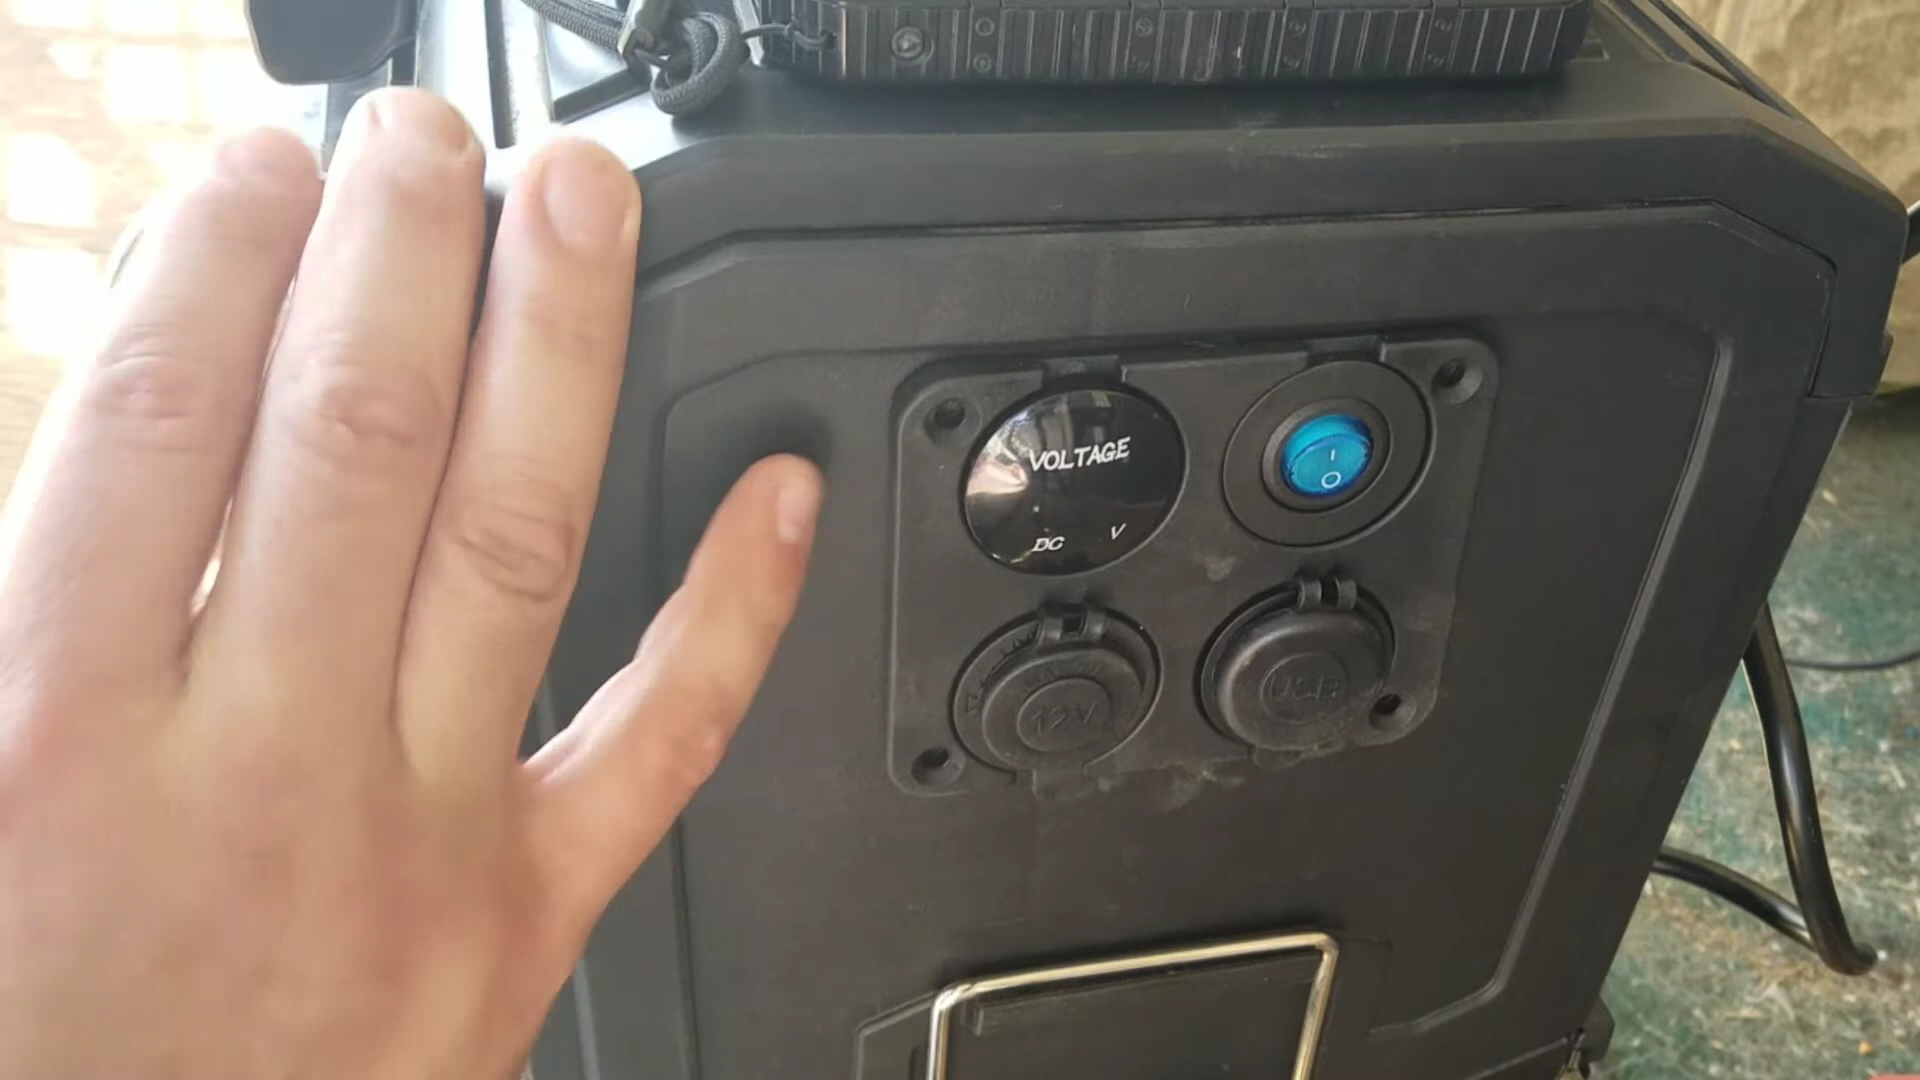 VOLTAGE
DC V
I
O
12V
USB